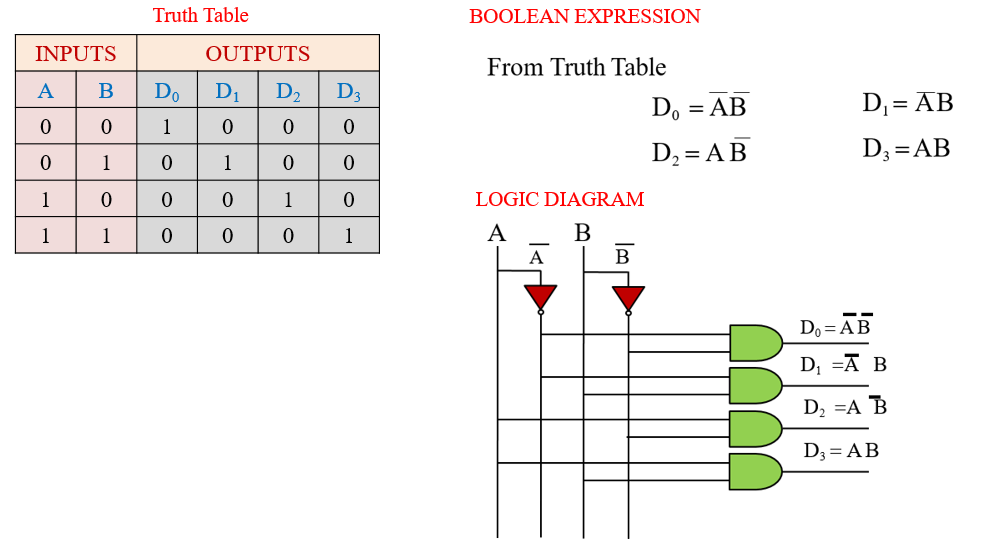 Truth Table
INPUTS OUTPUTS
A B D₀ D₁ D₂ D₃
0 0 1 0 0 0
0 1 0 1 0 0
1 0 0 0 1 0
1 1 0 0 0 1
BOOLEAN EXPRESSION
From Truth Table
D₀ = A̅B̅ D₁ = A̅B
D₂ = A B̅ D₃ = AB
LOGIC DIAGRAM
A B
A̅ B̅
D₀ = A̅ B̅
D₁ =A̅ B
D₂ =A B̅
D₃ = A B